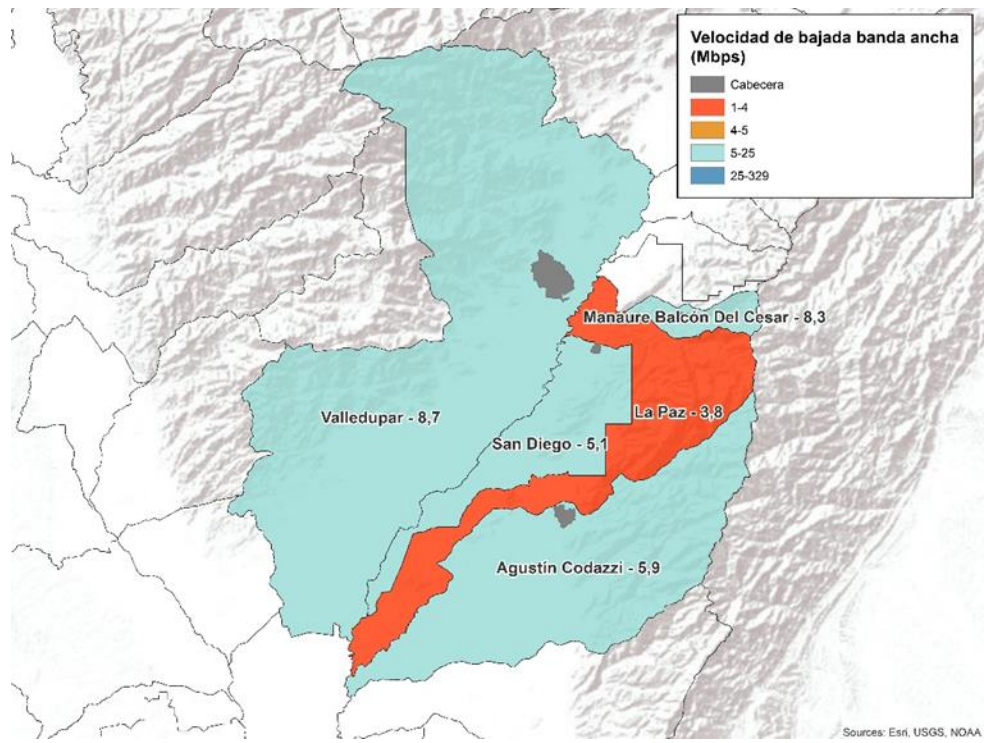 Velocidad de bajada banda ancha
(Mbps)
Cabecera
1-4
4-5
5-25
25-329
Manaure Balcón Del Cesar - 8,3
Valledupar - 8,7
La Paz - 3,8
San Diego - 5,1
Agustín Codazzi - 5,9
Sources: Esri, USGS, NOAA